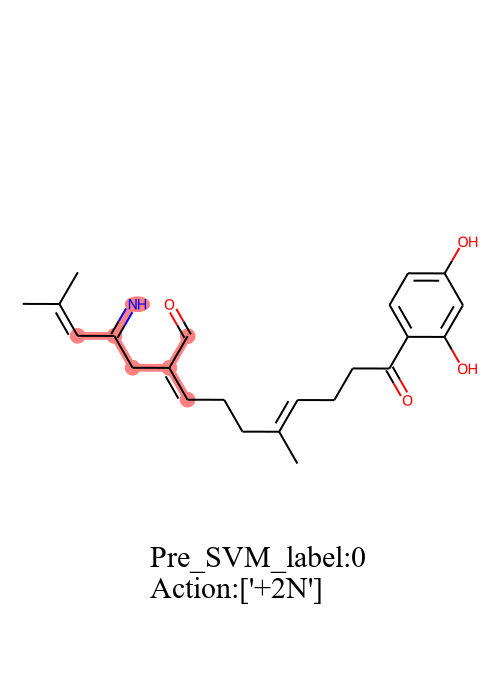 OH
NH
O
OH
O
Pre_SVM_label:0
Action:['+2N']